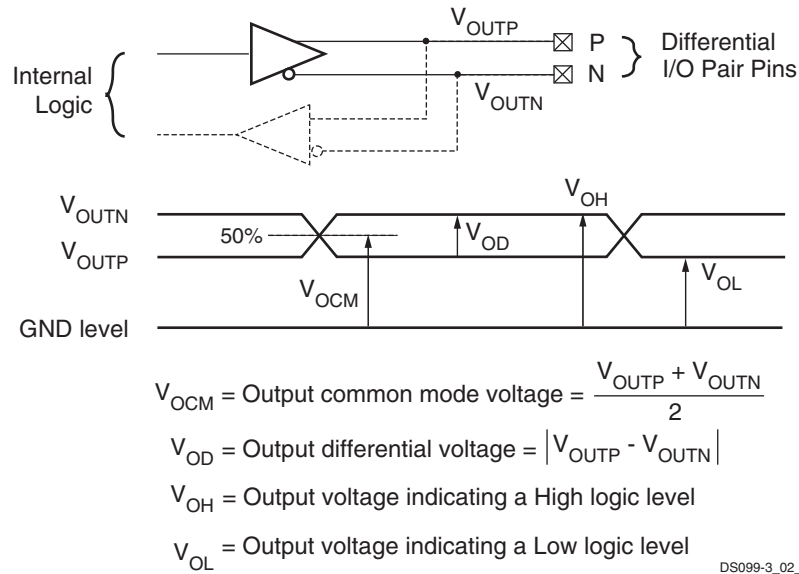 V_OUTP
P
Differential
N
I/O Pair Pins
Internal
Logic
V_OUTN
V_OH
V_OUTN
50%
V_OD
V_OUTP
V_OL
V_OCM
GND level
V_OCM = Output common mode voltage = (V_OUTP + V_OUTN) / 2
V_OD = Output differential voltage = |V_OUTP - V_OUTN|
V_OH = Output voltage indicating a High logic level
V_OL = Output voltage indicating a Low logic level
DS099-3_02_